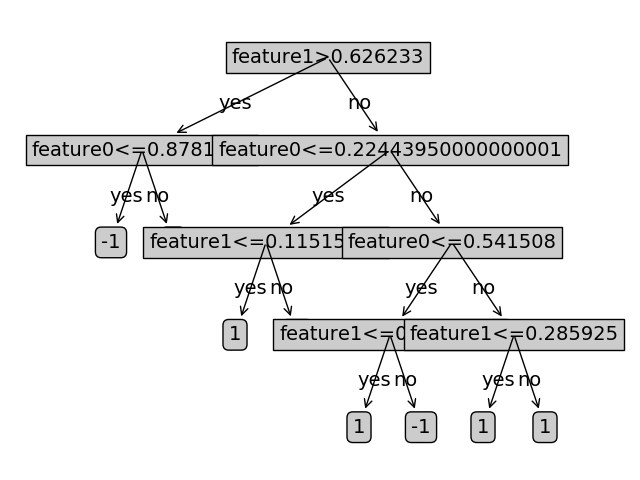 feature1>0.626233
yes no
feature0<=0.8781 feature0<=0.22443950000000001
yes no yes no
-1 feature1<=0.11515 feature0<=0.541508
yes no yes no
1 feature1<=0 feature1<=0.285925
yes no yes no
1 -1 1 1